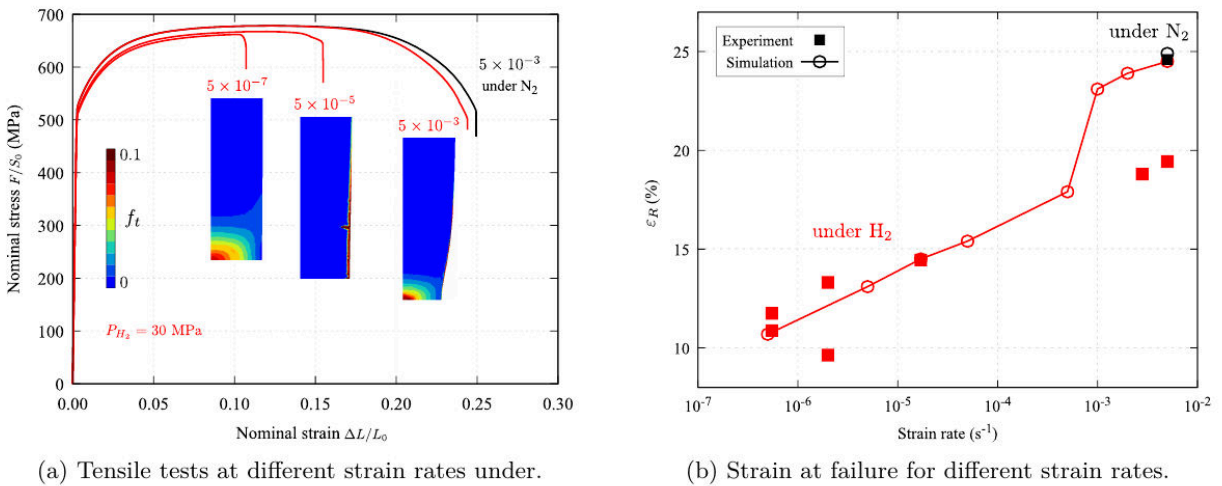 700
600
500
400
300
200
100
0
Nominal stress F/S₀ (MPa)
0.00
0.05
0.10
0.15
0.20
0.25
0.30
Nominal strain ΔL/L₀
5 × 10⁻³
under N₂
5 × 10⁻⁷
5 × 10⁻⁵
5 × 10⁻³
0.1
fₜ
0
P_H₂ = 30 MPa
(a) Tensile tests at different strain rates under.
25
20
15
10
ε_R (%)
Experiment
Simulation
under N₂
under H₂
10⁻⁷
10⁻⁶
10⁻⁵
10⁻⁴
10⁻³
10⁻²
Strain rate (s⁻¹)
(b) Strain at failure for different strain rates.